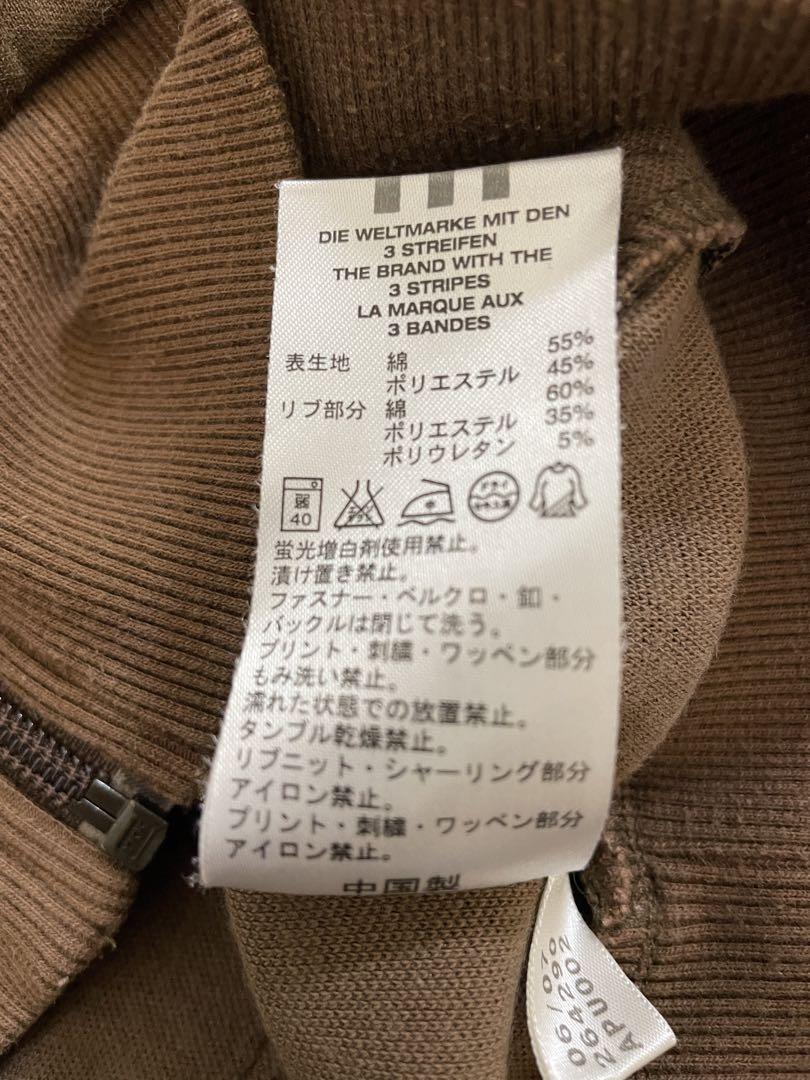 DIE WELTMARKE MIT DEN
3 STREIFEN
THE BRAND WITH THE
3 STRIPES
LA MARQUE AUX
3 BANDES
表生地 綿 55%
ポリエステル 45%
リブ部分 綿 60%
ポリエステル 35%
ポリウレタン 5%
弱
40
蛍光増白剤使用禁止。
漬け置き禁止。
ファスナー・ベルクロ・釦・
バックルは閉じて洗う。
プリント・刺繍・ワッペン部分
もみ洗い禁止。
濡れた状態での放置禁止。
タンブル乾燥禁止。
リブニット・シャーリング部分
アイロン禁止。
プリント・刺繍・ワッペン部分
アイロン禁止。
中国製
06/07
264292
APU002